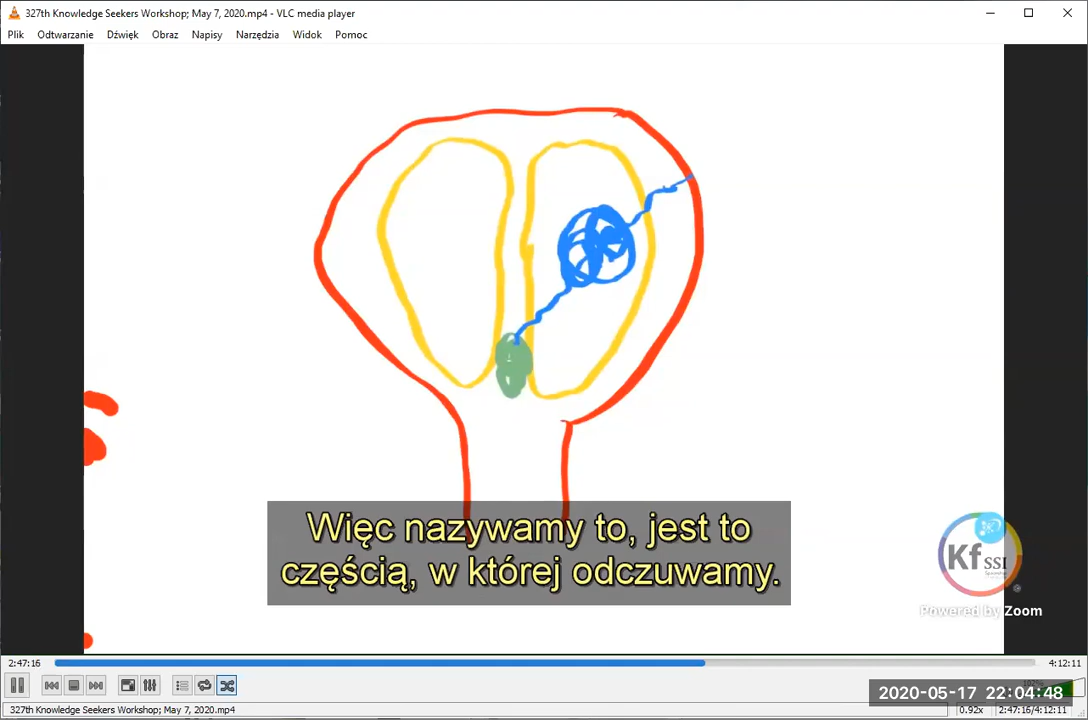 327th Knowledge Seekers Workshop; May 7, 2020.mp4 - VLC media player
Plik Odtwarzanie Dźwięk Obraz Napisy Narzędzia Widok Pomoc
Więc nazywamy to, jest to
częścią, w której odczuwamy.
Kf SSI
Powered by Zoom
2:47:16 4:12:11
2020-05-17 22:04:48
327th Knowledge Seekers Workshop; May 7, 2020.mp4 0.92x 2:47:16/4:12:11